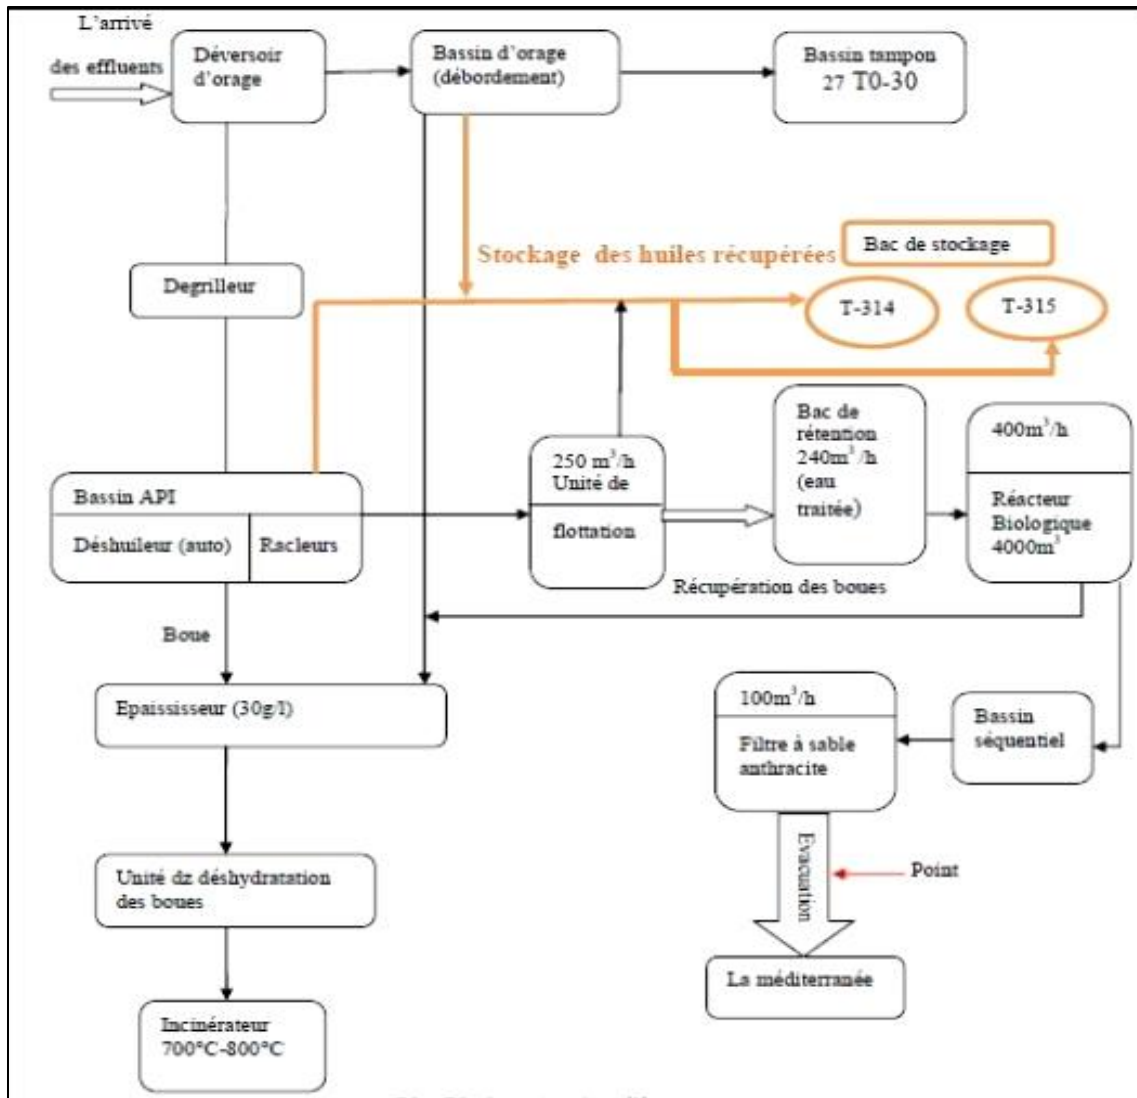 L'arrivé
des effluents
Déversoir
d'orage
Bassin d'orage
(débordement)
Bassin tampon
27 T0-30
Stockage des huiles récupérées
Bac de stockage
Degrilleur
T-314
T-315
Bac de
rétention
240m³/h
(eau
traitée)
400m³/h
Réacteur
Biologique
4000m³
250 m³/h
Unité de
flottation
Bassin API
Déshuileur (auto)
Racleurs
Récupération des boues
Boue
Epaississeur (30g/l)
100m³/h
Filtre à sable
anthracite
Bassin
séquentiel
Unité dz déshydratation
des boues
Evacuation
Point
La méditerranée
Incinérateur
700°C-800°C